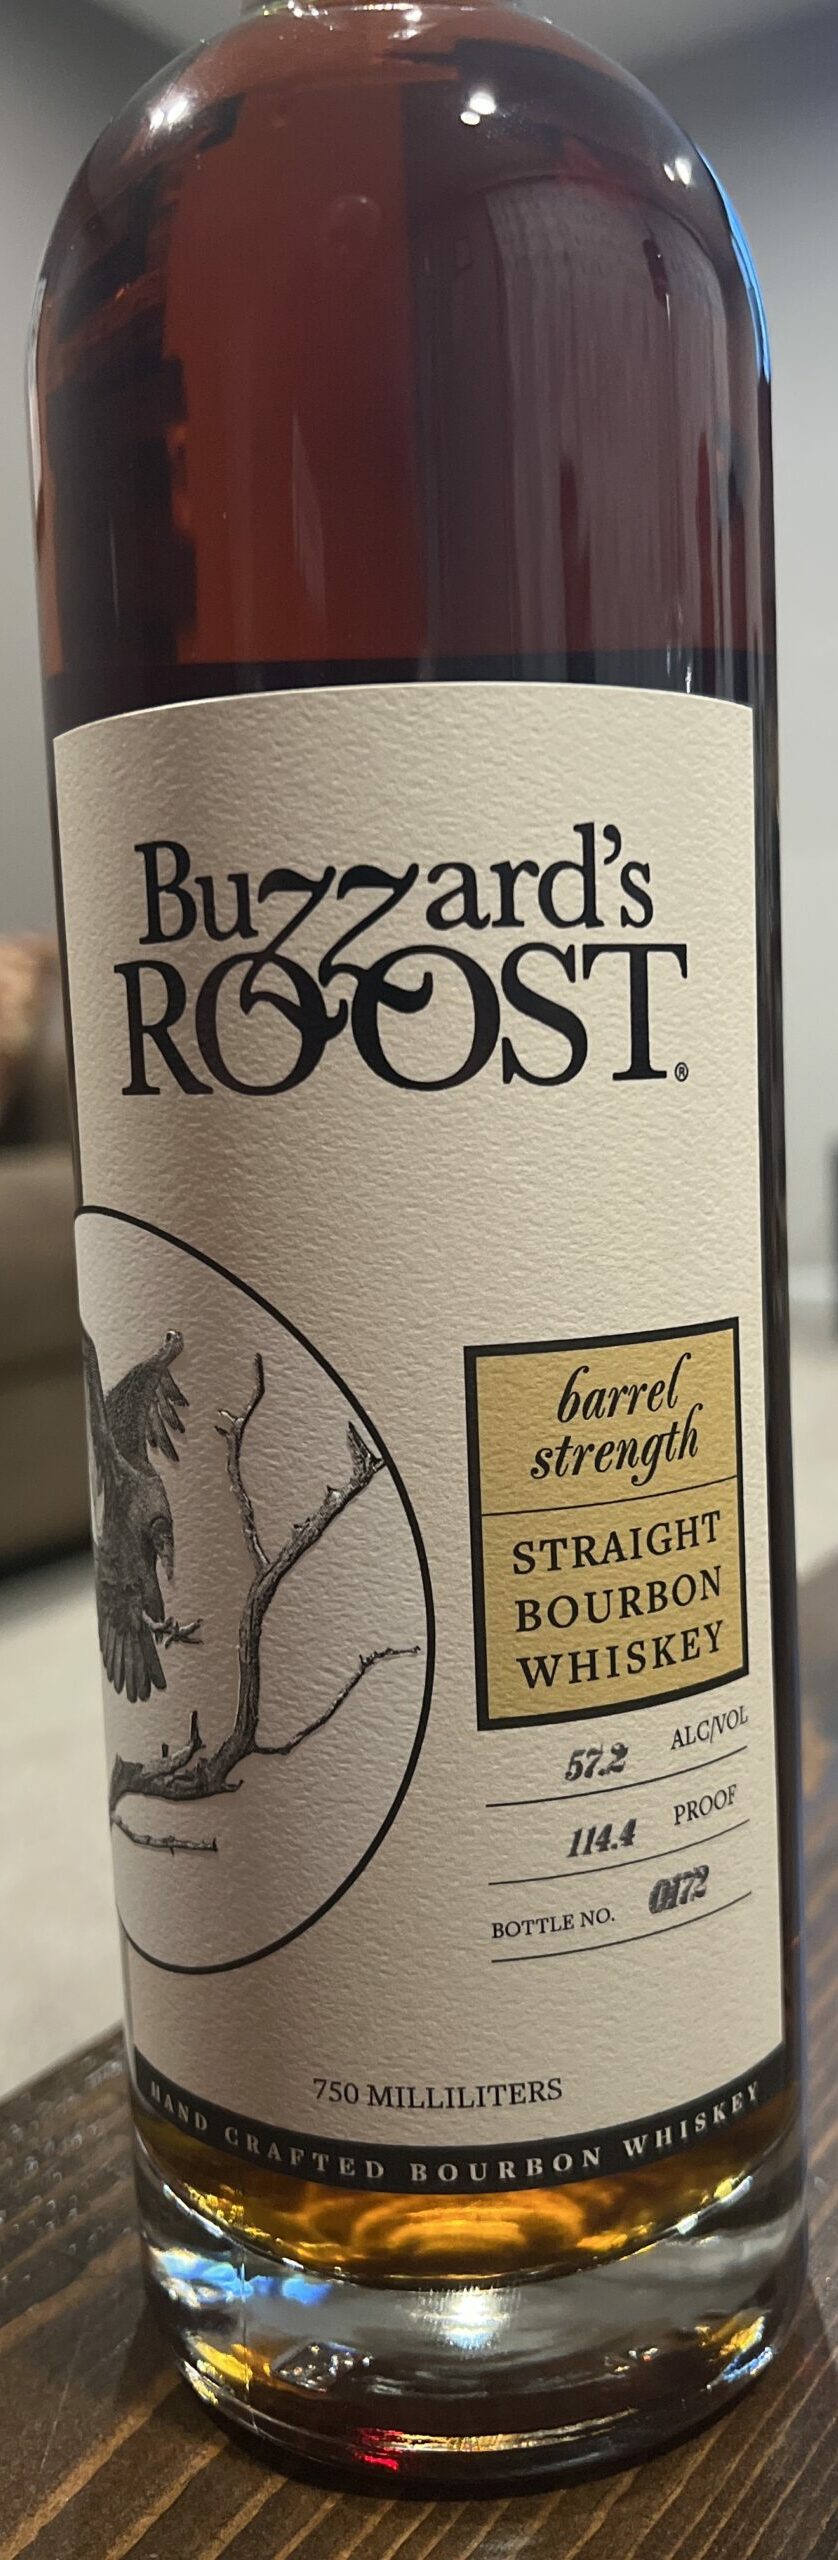 Buzzard's
ROOST®
barrel
strength
STRAIGHT
BOURBON
WHISKEY
57.2 ALC/VOL
114.4 PROOF
BOTTLE NO. 0172
750 MILLILITERS
HAND CRAFTED BOURBON WHISKEY